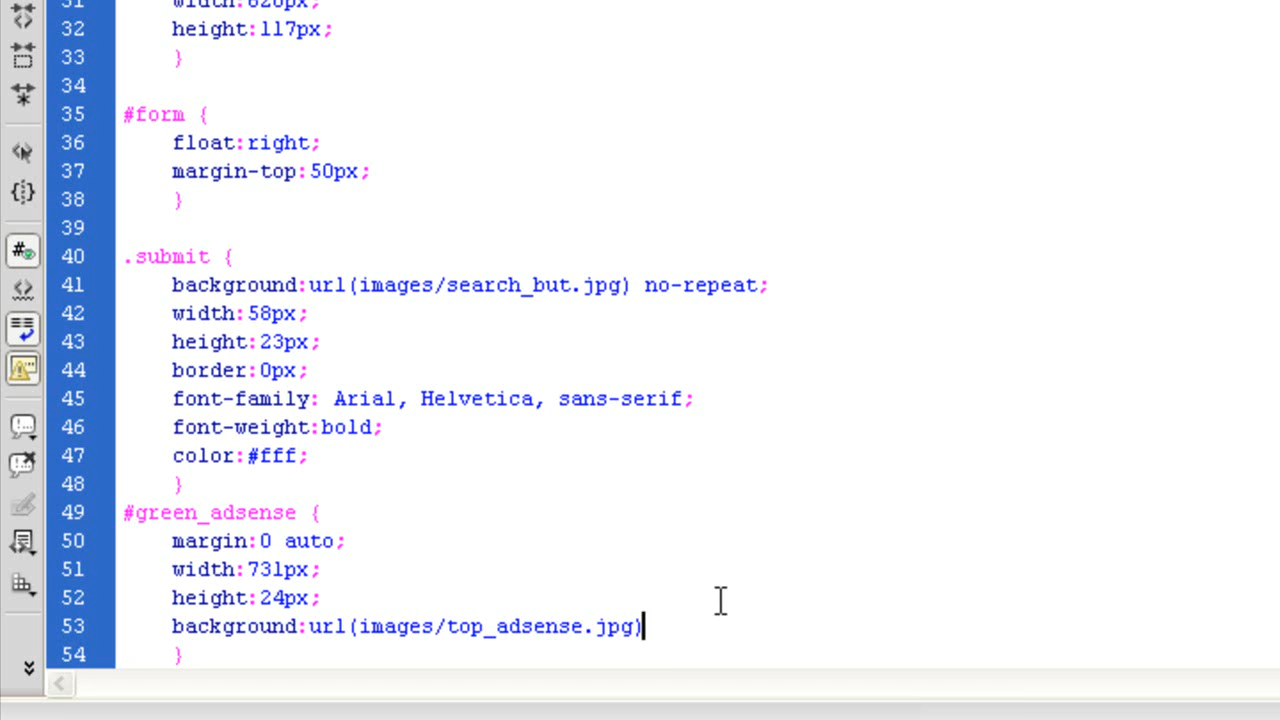 31 width:620px;
32 height:117px;
33 }
34
35 #form {
36 float:right;
37 margin-top:50px;
38 }
39
40 .submit {
41 background:url(images/search_but.jpg) no-repeat;
42 width:58px;
43 height:23px;
44 border:0px;
45 font-family: Arial, Helvetica, sans-serif;
46 font-weight:bold;
47 color:#fff;
48 }
49 #green_adsense {
50 margin:0 auto;
51 width:731px;
52 height:24px;
53 background:url(images/top_adsense.jpg)
54 }